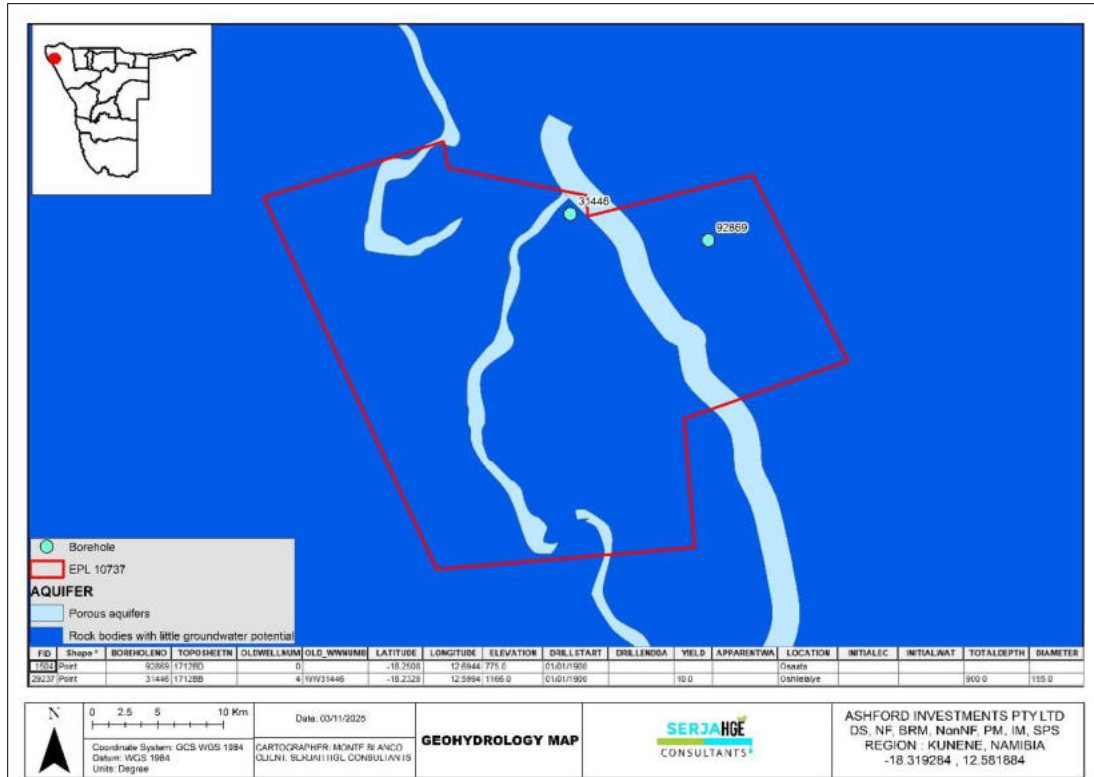 31446
92869
Borehole
EPL 10737
AQUIFER
Porous aquifers
Rock bodies with little groundwater potential
FID Shape * BOREHOLENO TOPOSHEETN OLDWELLNUM OLD_WWNUMB LATITUDE LONGITUDE ELEVATION DRILLSTART DRILLENDDA YIELD APPARENTWA LOCATION INITIALEC INITIALWAT TOTALDEPTH DIAMETER
1504 Point 92869 1712BD 0 -18.2508 12.6944 775.0 01/01/1900 Osaata
29237 Point 31446 1712BB 4 WW31446 -18.2328 12.5994 1166.0 01/01/1900 10.0 900.0 155.0
N
0 2.5 5 10 Km
Coordinate System: GCS WGS 1984
Datum: WGS 1984
Units: Degree
Date: 03/11/2025
CARTOGRAPHER: MONTE BLANCO
CLIENT: CONSULTANTS
GEOHYDROLOGY MAP
SERJA HGE
CONSULTANTS
ASHFORD INVESTMENTS PTY LTD
DS, NF, BRM, NonNF, PM, IM, SPS
REGION : KUNENE, NAMIBIA
-18.319284 , 12.581884